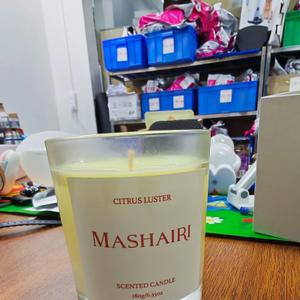 CITRUS LUSTER
MASHAIRI
SCENTED CANDLE
180g/6.35oz